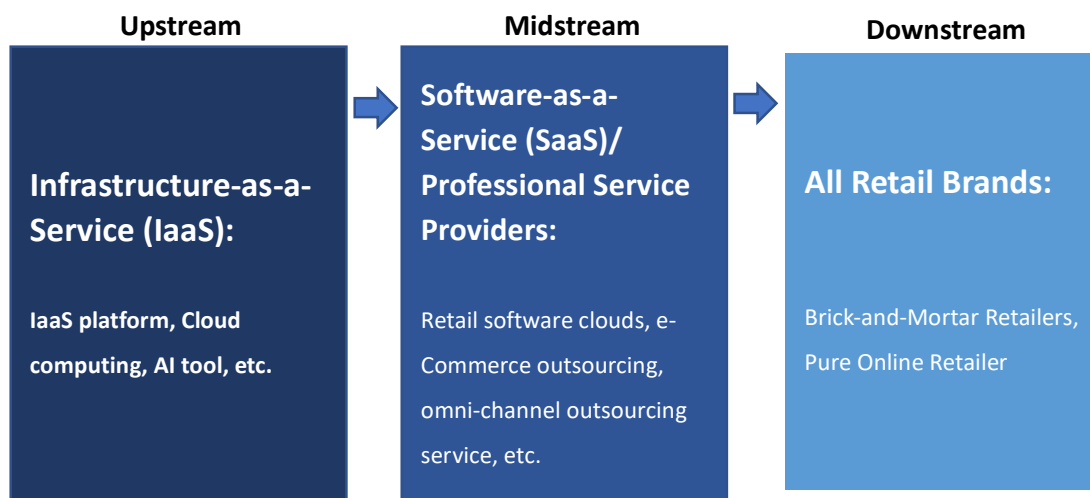 Upstream
Midstream
Downstream
Infrastructure-as-a-
Service (IaaS):
IaaS platform, Cloud
computing, AI tool, etc.
Software-as-a-
Service (SaaS)/
Professional Service
Providers:
Retail software clouds, e-
Commerce outsourcing,
omni-channel outsourcing
service, etc.
All Retail Brands:
Brick-and-Mortar Retailers,
Pure Online Retailer